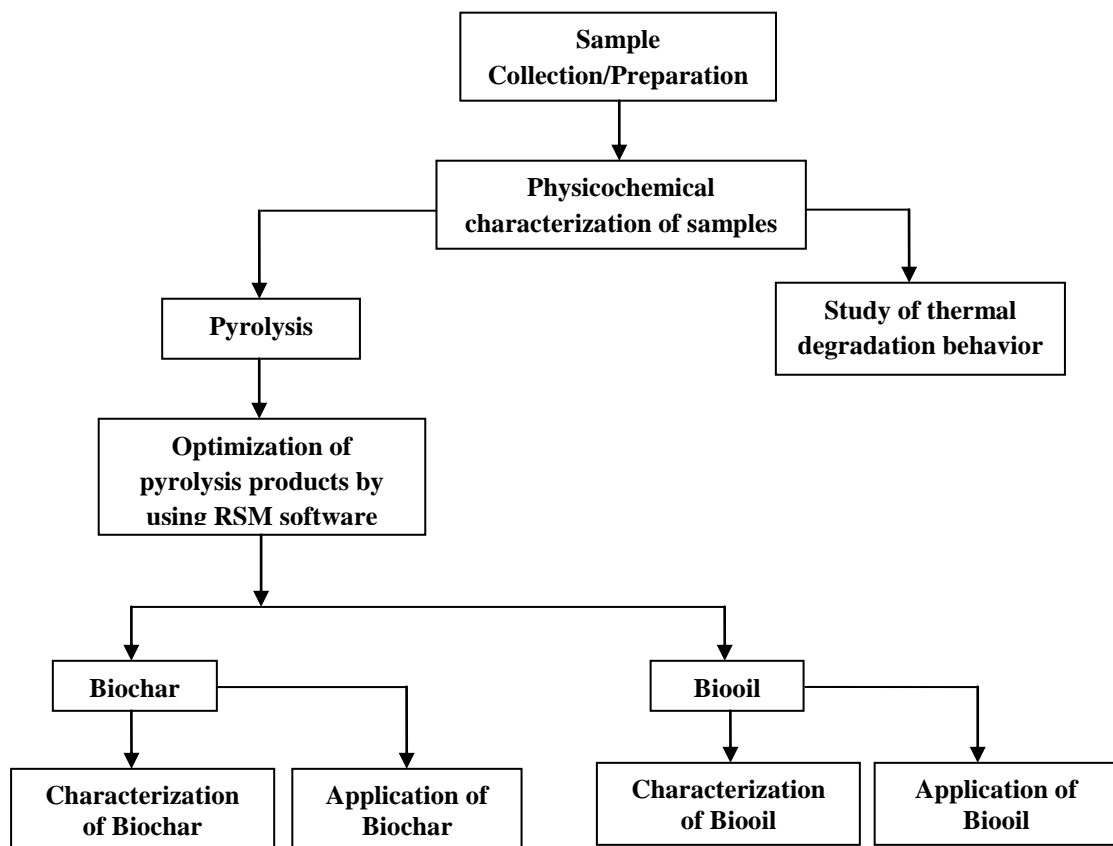 Sample
Collection/Preparation
Physicochemical
characterization of samples
Pyrolysis
Study of thermal
degradation behavior
Optimization of
pyrolysis products by
using RSM software
Biochar
Biooil
Characterization
of Biochar
Application of
Biochar
Characterization
of Biooil
Application of
Biooil